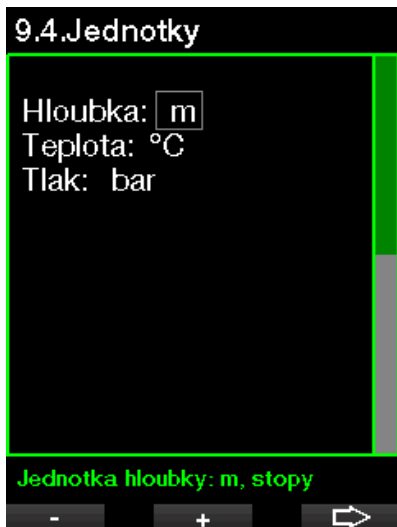 9.4.Jednotky
Hloubka: m
Teplota: °C
Tlak: bar
Jednotka hloubky: m, stopy
- +